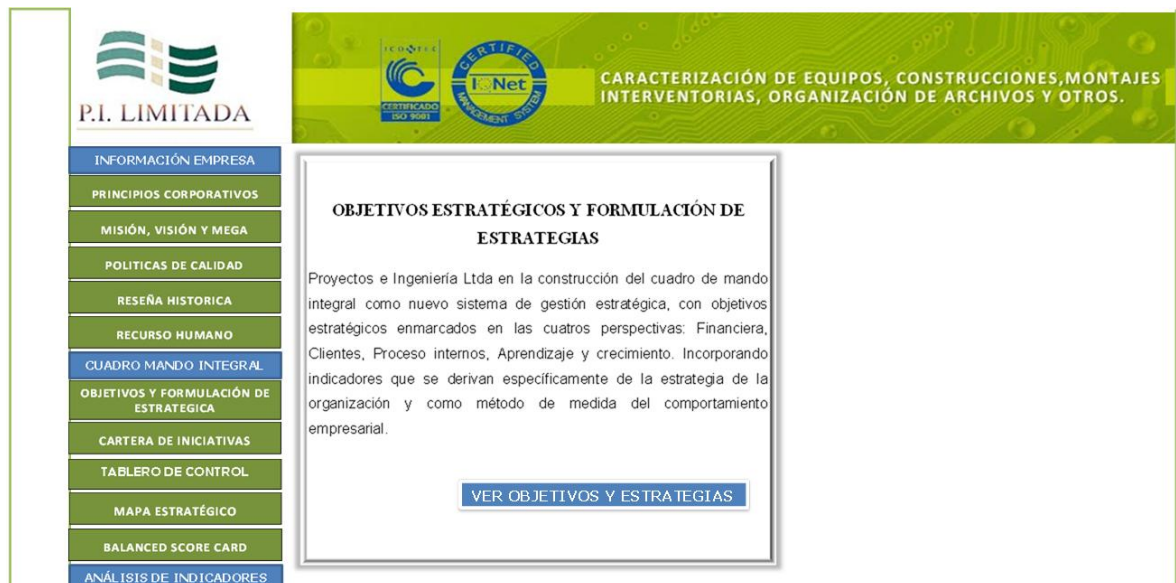 P.I. LIMITADA
ICONTEC
CERTIFICADO
ISO 9001
CERTIFIED
IQNet
MANAGEMENT SYSTEM
CARACTERIZACIÓN DE EQUIPOS, CONSTRUCCIONES,MONTAJES
INTERVENTORIAS, ORGANIZACIÓN DE ARCHIVOS Y OTROS.
INFORMACIÓN EMPRESA
PRINCIPIOS CORPORATIVOS
MISIÓN, VISIÓN Y MEGA
POLITICAS DE CALIDAD
RESEÑA HISTORICA
RECURSO HUMANO
CUADRO MANDO INTEGRAL
OBJETIVOS Y FORMULACIÓN DE
ESTRATEGICA
CARTERA DE INICIATIVAS
TABLERO DE CONTROL
MAPA ESTRATÉGICO
BALANCED SCORE CARD
ANÁLISIS DE INDICADORES
OBJETIVOS ESTRATÉGICOS Y FORMULACIÓN DE
ESTRATEGIAS
Proyectos e Ingeniería Ltda en la construcción del cuadro de mando
integral como nuevo sistema de gestión estratégica, con objetivos
estratégicos enmarcados en las cuatros perspectivas: Financiera,
Clientes, Proceso internos, Aprendizaje y crecimiento. Incorporando
indicadores que se derivan específicamente de la estrategia de la
organización y como método de medida del comportamiento
empresarial.
VER OBJETIVOS Y ESTRATEGIAS